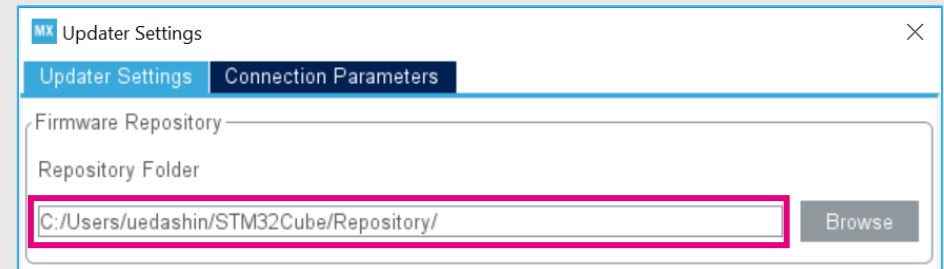 MX Updater Settings
Updater Settings Connection Parameters
Firmware Repository
Repository Folder
C:/Users/uedashin/STM32Cube/Repository/ Browse